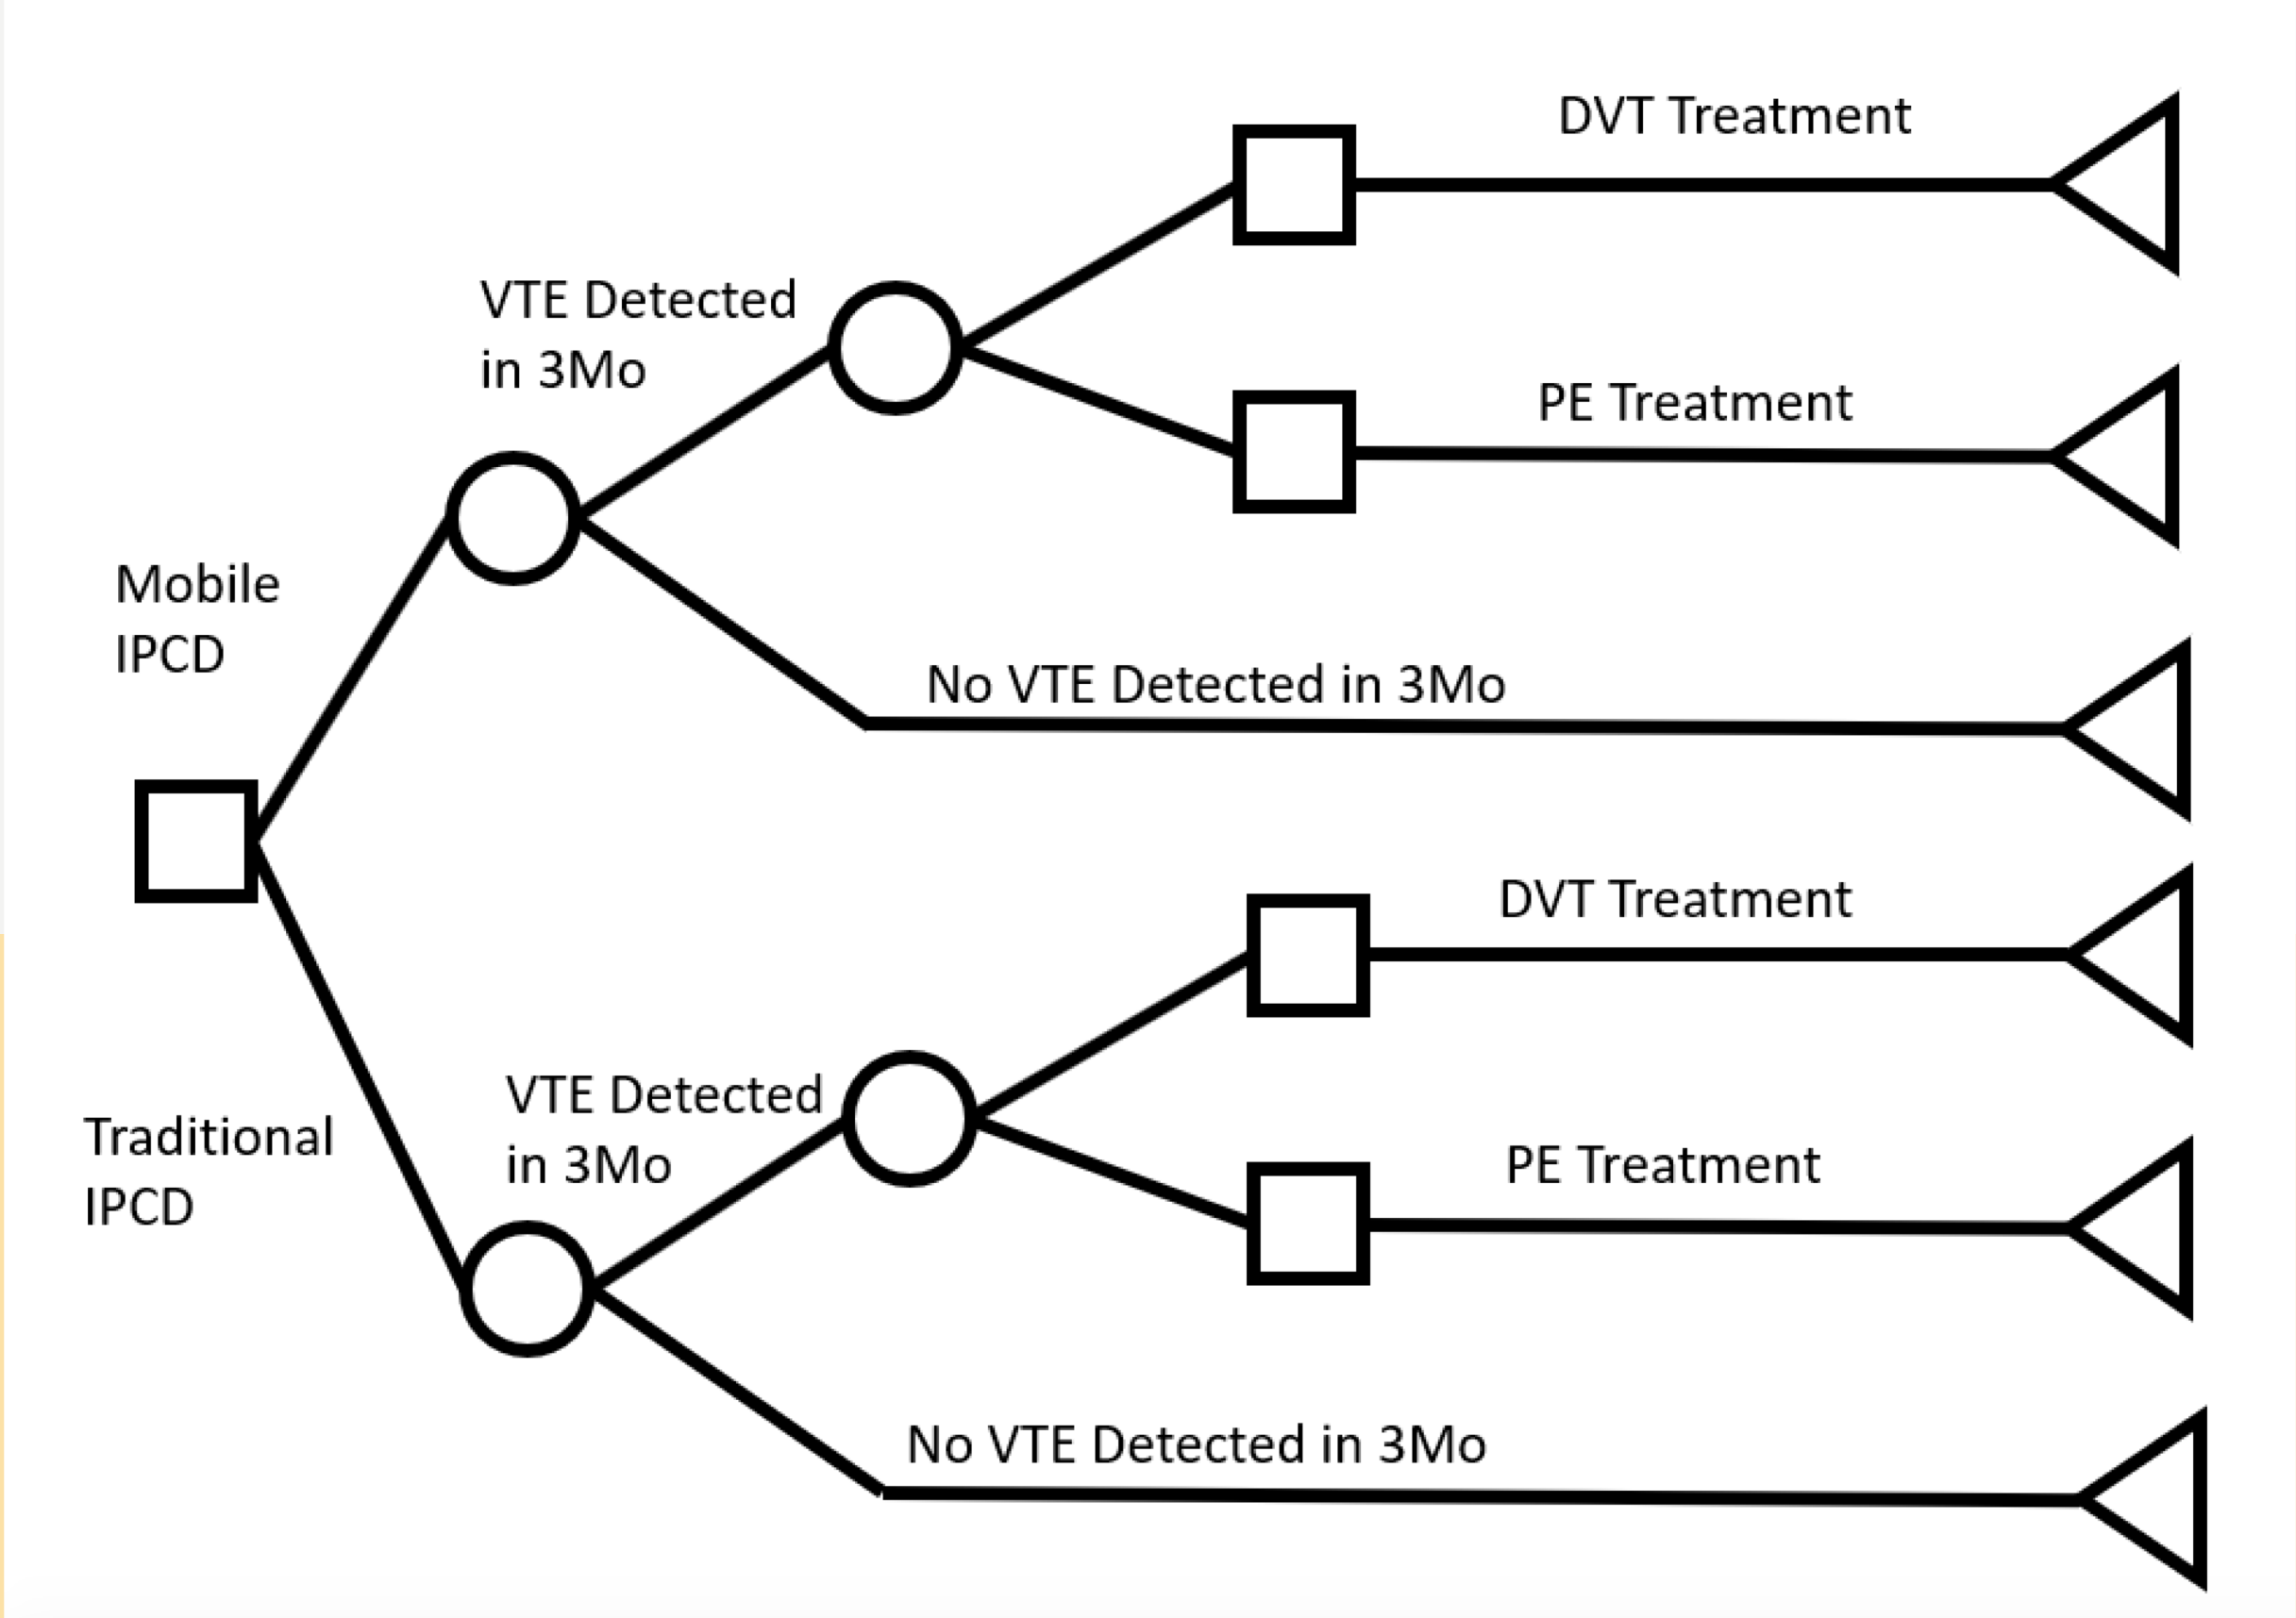 DVT Treatment
VTE Detected
in 3Mo
PE Treatment
Mobile
IPCD
No VTE Detected in 3Mo
DVT Treatment
VTE Detected
in 3Mo
Traditional
IPCD
PE Treatment
No VTE Detected in 3Mo